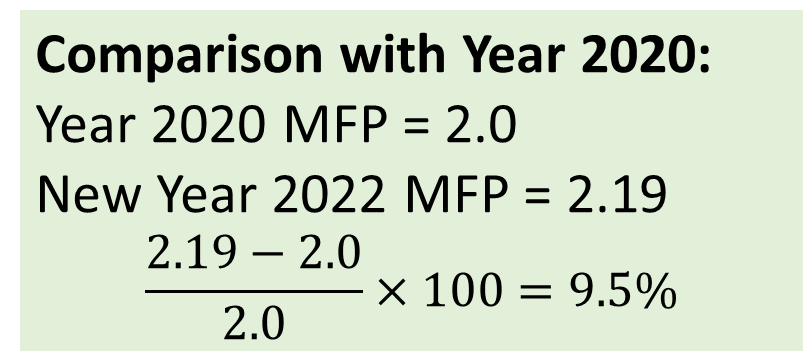 Comparison with Year 2020:
Year 2020 MFP = 2.0
New Year 2022 MFP = 2.19
2.19 − 2.0
2.0
× 100 = 9.5%